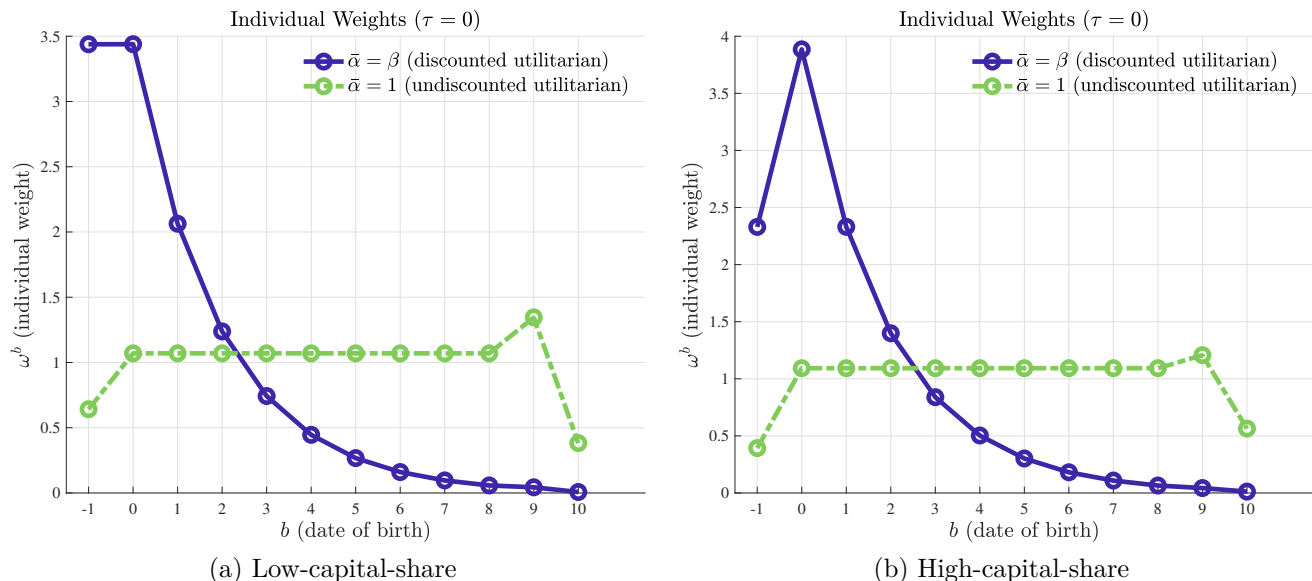 Individual Weights (τ = 0)
ᾱ = β (discounted utilitarian)
ᾱ = 1 (undiscounted utilitarian)
ω^b (individual weight)
3.5
3
2.5
2
1.5
1
0.5
0
-1 0 1 2 3 4 5 6 7 8 9 10
b (date of birth)
(a) Low-capital-share
Individual Weights (τ = 0)
ᾱ = β (discounted utilitarian)
ᾱ = 1 (undiscounted utilitarian)
ω^b (individual weight)
4
3.5
3
2.5
2
1.5
1
0.5
0
-1 0 1 2 3 4 5 6 7 8 9 10
b (date of birth)
(b) High-capital-share